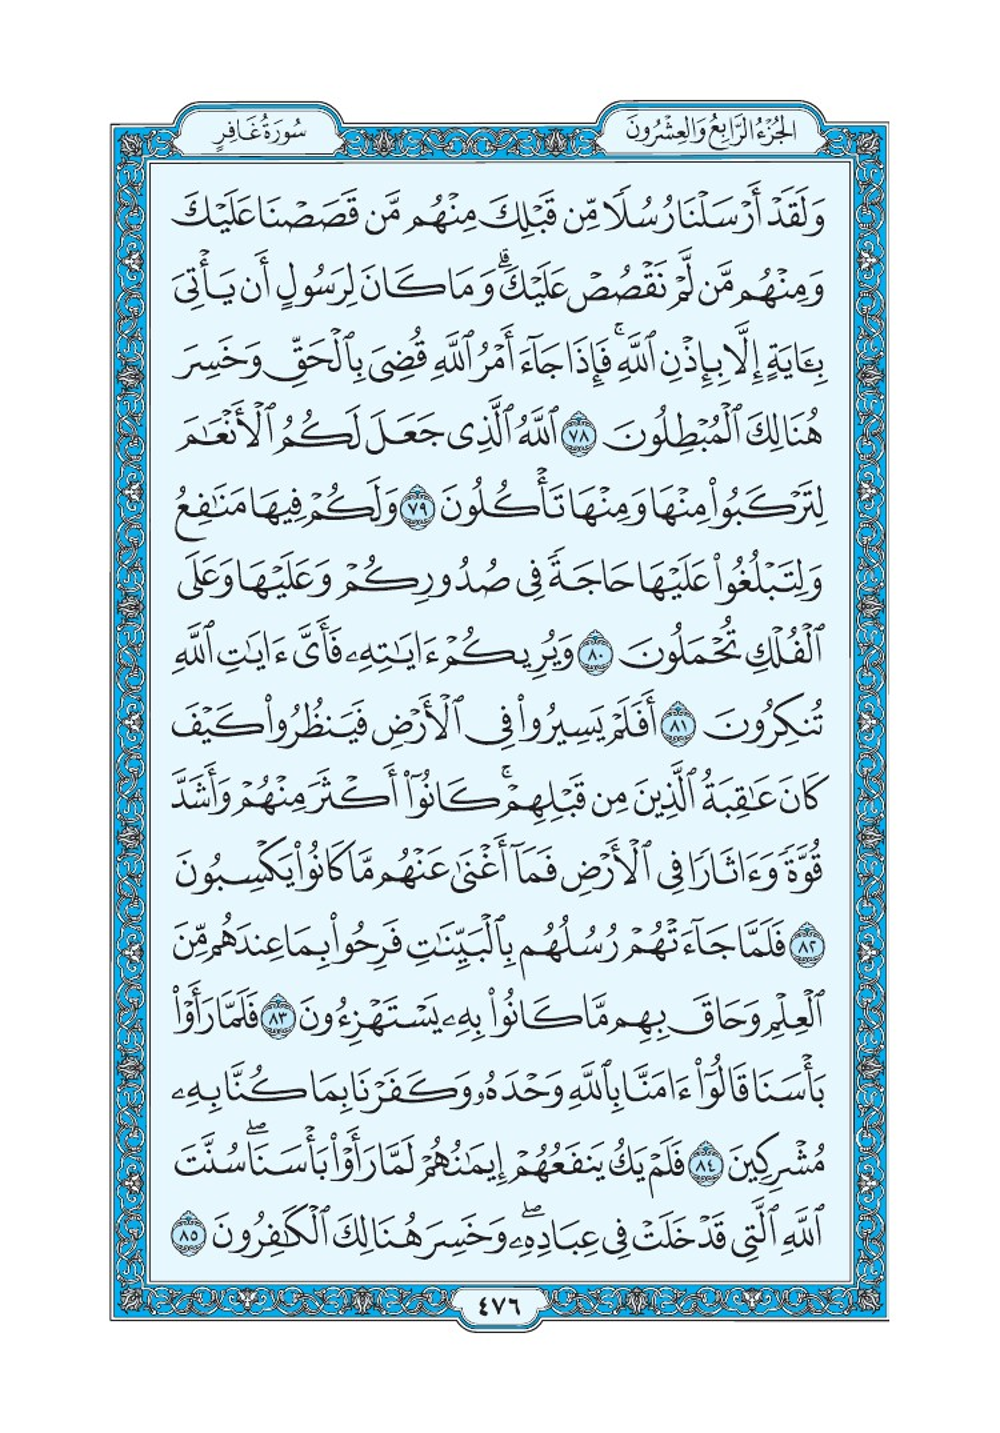 الجُزْءُ الرَّابِعُ وَالعِشْرُونَ
سُورَةُ غَافِرٍ
وَلَقَدْ أَرْسَلْنَا رُسُلًا مِّن قَبْلِكَ مِنْهُم مَّن قَصَصْنَا عَلَيْكَ
وَمِنْهُم مَّن لَّمْ نَقْصُصْ عَلَيْكَ ۗ وَمَا كَانَ لِرَسُولٍ أَن يَأْتِىَ
بِـَٔايَةٍ إِلَّا بِإِذْنِ ٱللَّهِ ۚ فَإِذَا جَآءَ أَمْرُ ٱللَّهِ قُضِىَ بِٱلْحَقِّ وَخَسِرَ
هُنَالِكَ ٱلْمُبْطِلُونَ ٧٨ ٱللَّهُ ٱلَّذِى جَعَلَ لَكُمُ ٱلْأَنْعَٰمَ
لِتَرْكَبُوا۟ مِنْهَا وَمِنْهَا تَأْكُلُونَ ٧٩ وَلَكُمْ فِيهَا مَنَٰفِعُ
وَلِتَبْلُغُوا۟ عَلَيْهَا حَاجَةً فِى صُدُورِكُمْ وَعَلَيْهَا وَعَلَى
ٱلْفُلْكِ تُحْمَلُونَ ٨٠ وَيُرِيكُمْ ءَايَٰتِهِۦ فَأَىَّ ءَايَٰتِ ٱللَّهِ
تُنكِرُونَ ٨١ أَفَلَمْ يَسِيرُوا۟ فِى ٱلْأَرْضِ فَيَنظُرُوا۟ كَيْفَ
كَانَ عَٰقِبَةُ ٱلَّذِينَ مِن قَبْلِهِمْ ۚ كَانُوٓا۟ أَكْثَرَ مِنْهُمْ وَأَشَدَّ
قُوَّةً وَءَاثَارًا فِى ٱلْأَرْضِ فَمَآ أَغْنَىٰ عَنْهُم مَّا كَانُوا۟ يَكْسِبُونَ
٨٢ فَلَمَّا جَآءَتْهُمْ رُسُلُهُم بِٱلْبَيِّنَٰتِ فَرِحُوا۟ بِمَا عِندَهُم مِّنَ
ٱلْعِلْمِ وَحَاقَ بِهِم مَّا كَانُوا۟ بِهِۦ يَسْتَهْزِءُونَ ٨٣ فَلَمَّا رَأَوْا۟
بَأْسَنَا قَالُوٓا۟ ءَامَنَّا بِٱللَّهِ وَحْدَهُۥ وَكَفَرْنَا بِمَا كُنَّا بِهِۦ
مُشْرِكِينَ ٨٤ فَلَمْ يَكُ يَنفَعُهُمْ إِيمَٰنُهُمْ لَمَّا رَأَوْا۟ بَأْسَنَا ۖ سُنَّتَ
ٱللَّهِ ٱلَّتِى قَدْ خَلَتْ فِى عِبَادِهِۦ ۖ وَخَسِرَ هُنَالِكَ ٱلْكَٰفِرُونَ ٨٥
٤٧٦